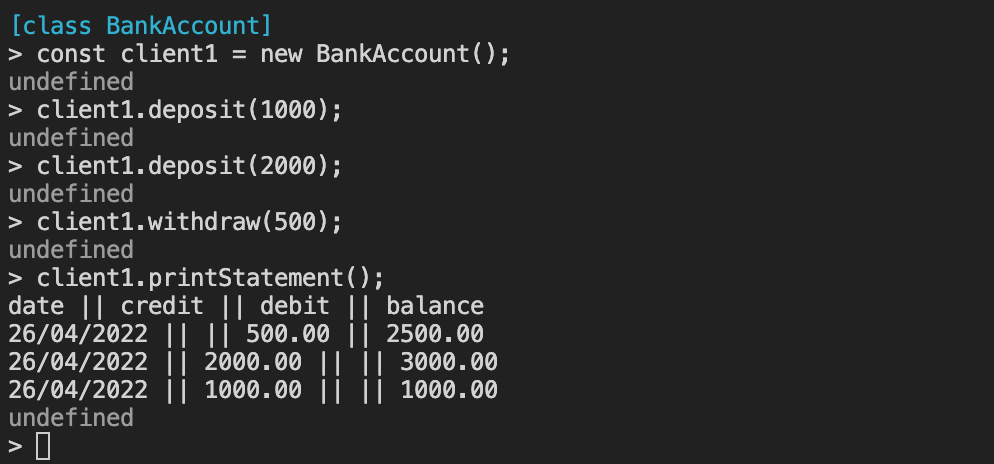 [class BankAccount]
> const client1 = new BankAccount();
undefined
> client1.deposit(1000);
undefined
> client1.deposit(2000);
undefined
> client1.withdraw(500);
undefined
> client1.printStatement();
date || credit || debit || balance
26/04/2022 || || 500.00 || 2500.00
26/04/2022 || 2000.00 || || 3000.00
26/04/2022 || 1000.00 || || 1000.00
undefined
>